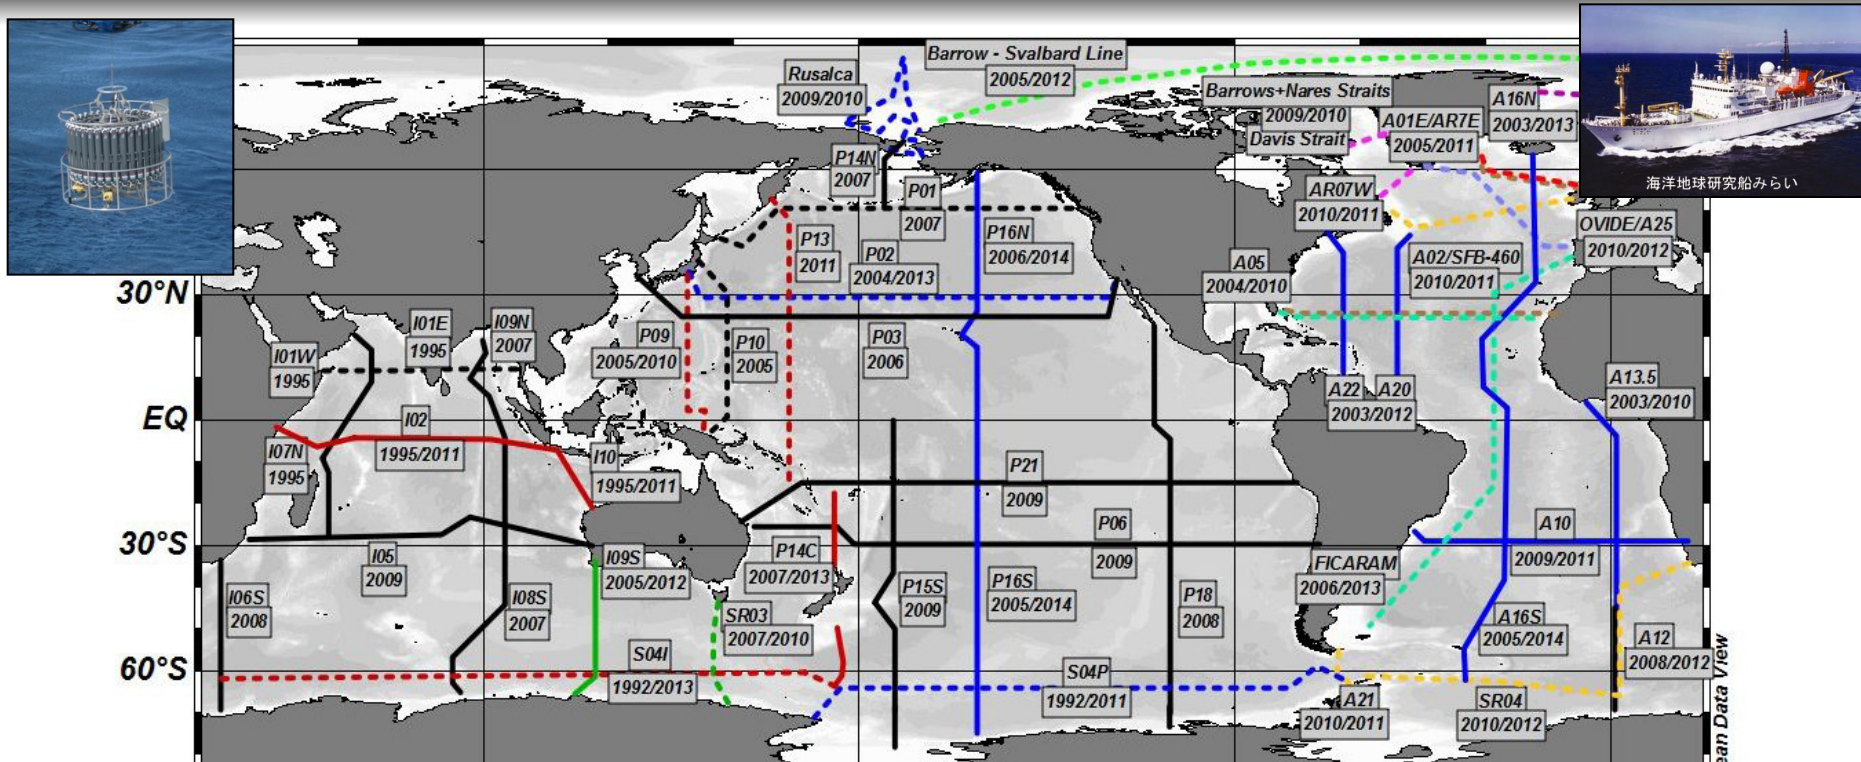 Barrow - Svalbard Line
2005/2012
Rusalca
2009/2010
Barrows+Nares Straits
2009/2010
Davis Strait
A01E/AR7E
2005/2011
A16N
2003/2013
海洋地球研究船みらい
P14N
2007
P01
2007
AR07W
2010/2011
P13
2011
P02
2004/2013
P16N
2006/2014
A05
2004/2010
A02/SFB-460
2010/2011
OVIDE/A25
2010/2012
30°N
I01W
1995
I01E
1995
I09N
2007
P09
2005/2010
P10
2005
P03
2006
A22
A20
2003/2012
A13.5
2003/2010
EQ
I02
1995/2011
I07N
1995
I10
1995/2011
P21
2009
P06
2009
A10
2009/2011
30°S
I05
2009
I09S
2005/2012
P14C
2007/2013
FICARAM
2006/2013
I06S
2008
I08S
2007
SR03
2007/2010
P15S
2009
P16S
2005/2014
P18
2008
A16S
2005/2014
A12
2008/2012
60°S
S04I
1992/2013
S04P
1992/2011
A21
2010/2011
SR04
2010/2012
ean Data View